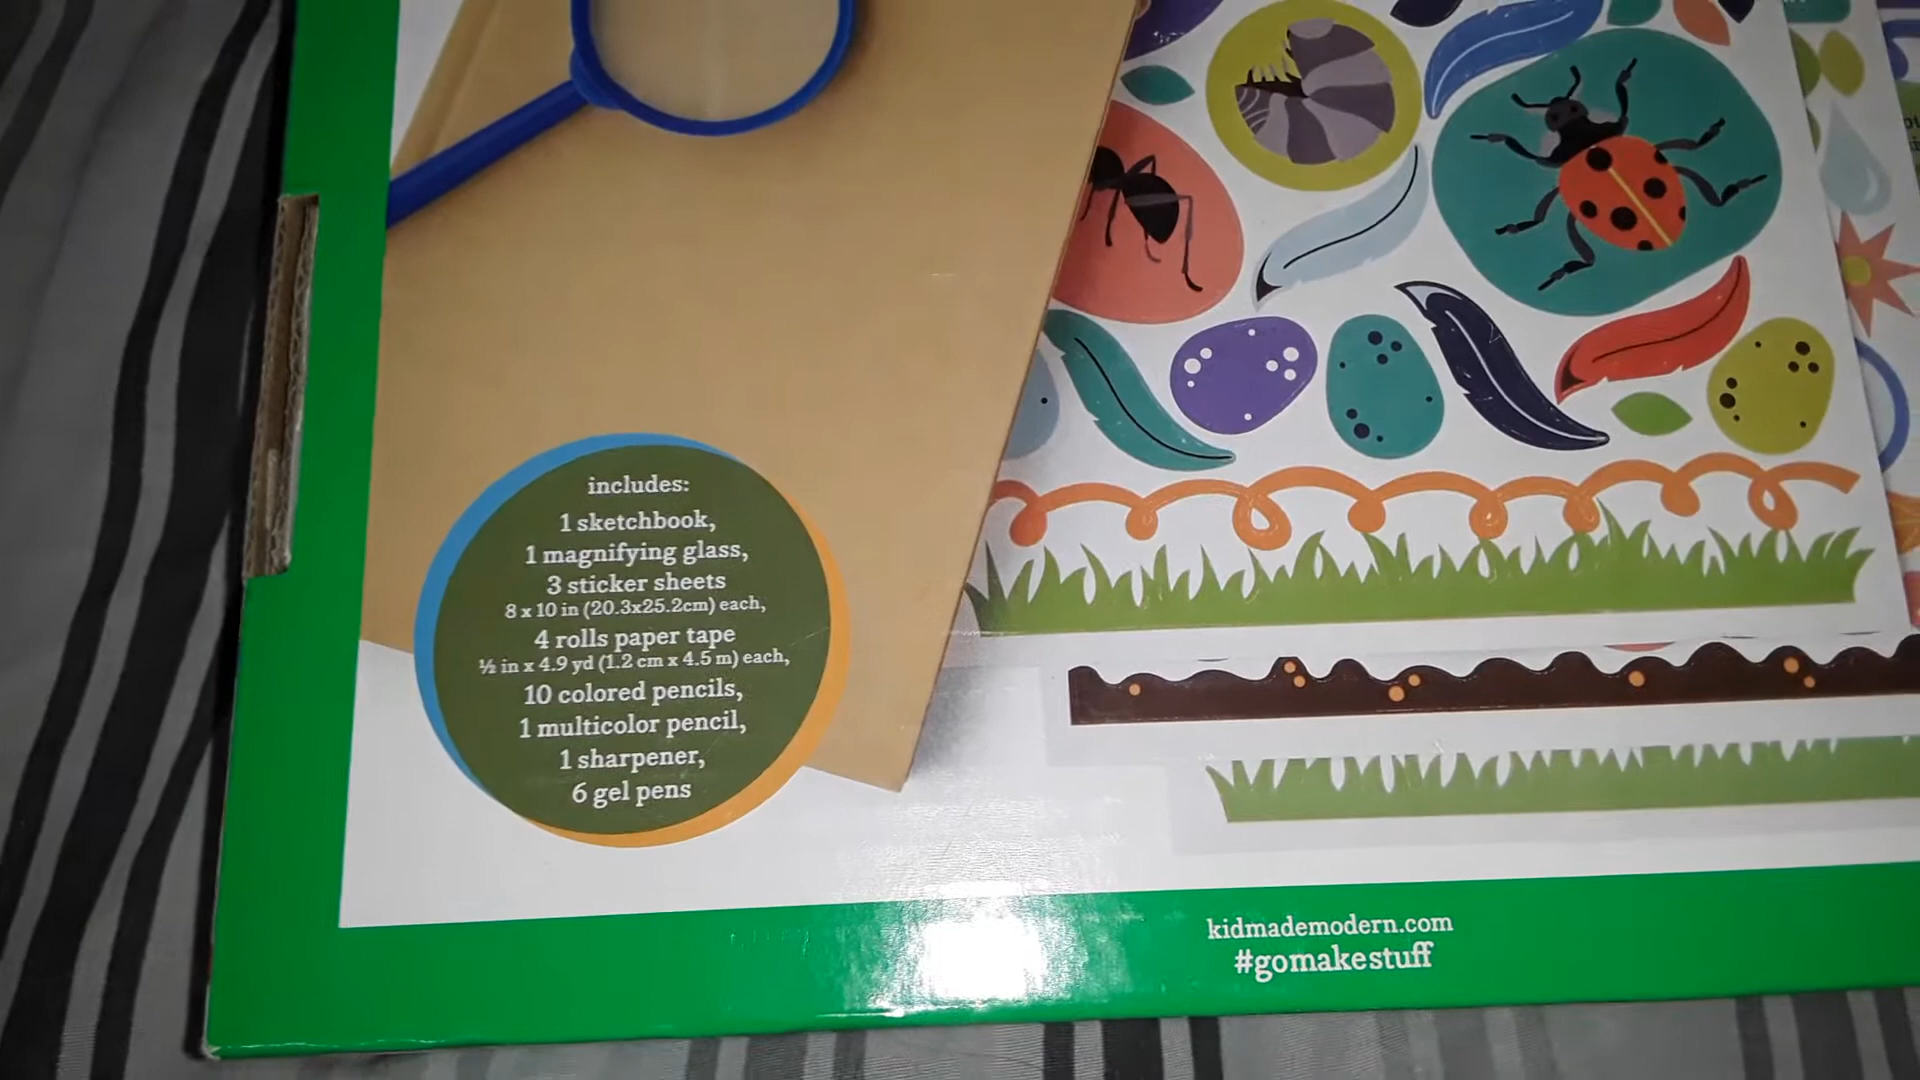 includes:
1 sketchbook,
1 magnifying glass,
3 sticker sheets
8 x 10 in (20.3x25.2cm) each,
4 rolls paper tape
½ in x 4.9 yd (1.2 cm x 4.5 m) each,
10 colored pencils,
1 multicolor pencil,
1 sharpener,
6 gel pens
kidmademodern.com
#gomakestuff